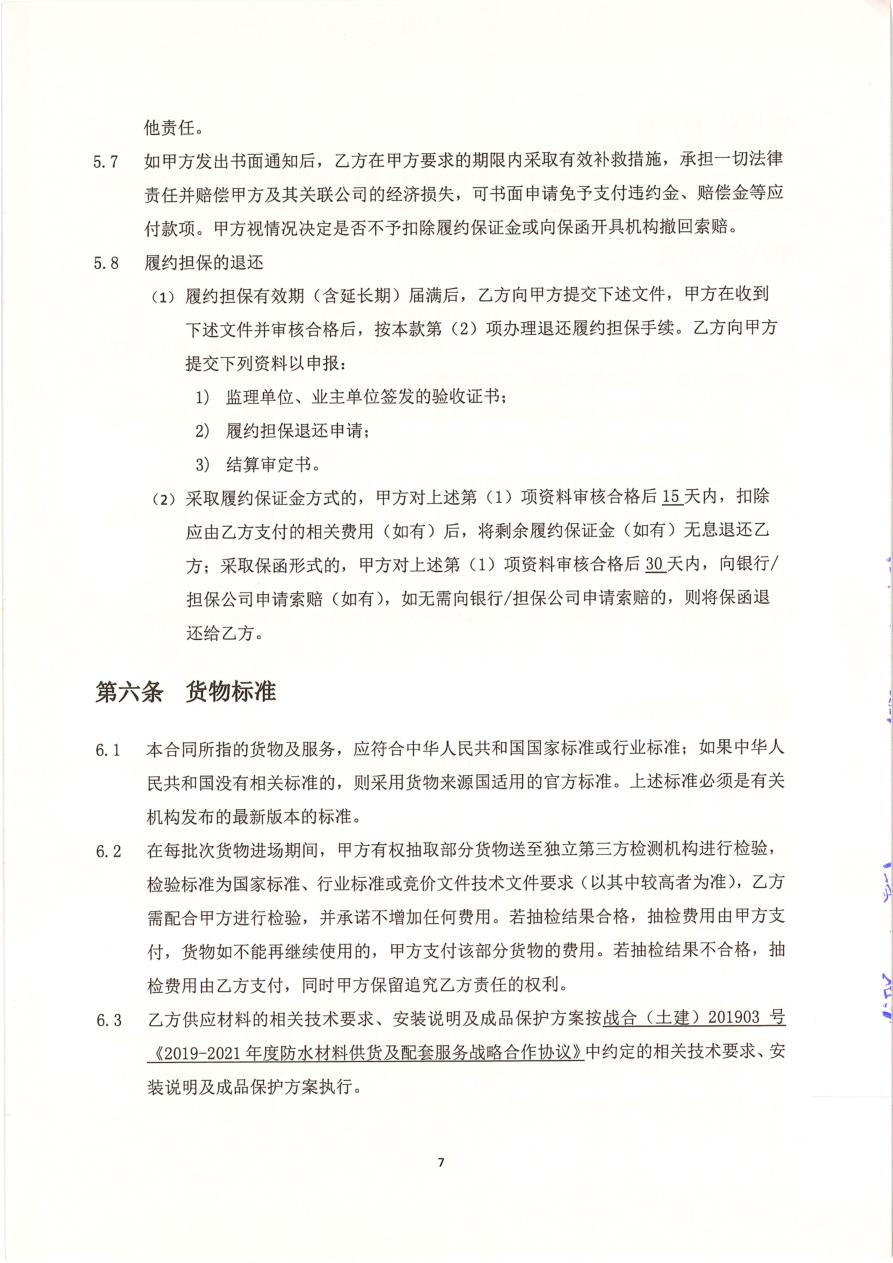 他责任。
5.7 如甲方发出书面通知后，乙方在甲方要求的期限内采取有效补救措施，承担一切法律
责任并赔偿甲方及其关联公司的经济损失，可书面申请免予支付违约金、赔偿金等应
付款项。甲方视情况决定是否不予扣除履约保证金或向保函开具机构撤回索赔。
5.8 履约担保的退还
（1）履约担保有效期（含延长期）届满后，乙方向甲方提交下述文件，甲方在收到
下述文件并审核合格后，按本款第（2）项办理退还履约担保手续。乙方向甲方
提交下列资料以申报：
1) 监理单位、业主单位签发的验收证书；
2) 履约担保退还申请；
3) 结算审定书。
（2）采取履约保证金方式的，甲方对上述第（1）项资料审核合格后 15 天内，扣除
应由乙方支付的相关费用（如有）后，将剩余履约保证金（如有）无息退还乙
方；采取保函形式的，甲方对上述第（1）项资料审核合格后 30 天内，向银行/
担保公司申请索赔（如有），如无需向银行/担保公司申请索赔的，则将保函退
还给乙方。
第六条 货物标准
6.1 本合同所指的货物及服务，应符合中华人民共和国国家标准或行业标准；如果中华人
民共和国没有相关标准的，则采用货物来源国适用的官方标准。上述标准必须是有关
机构发布的最新版本的标准。
6.2 在每批次货物进场期间，甲方有权抽取部分货物送至独立第三方检测机构进行检验，
检验标准为国家标准、行业标准或竞价文件技术文件要求（以其中较高者为准），乙方
需配合甲方进行检验，并承诺不增加任何费用。若抽检结果合格，抽检费用由甲方支
付，货物如不能再继续使用的，甲方支付该部分货物的费用。若抽检结果不合格，抽
检费用由乙方支付，同时甲方保留追究乙方责任的权利。
6.3 乙方供应材料的相关技术要求、安装说明及成品保护方案按战合（土建）201903 号
《2019-2021 年度防水材料供货及配套服务战略合作协议》中约定的相关技术要求、安
装说明及成品保护方案执行。
7